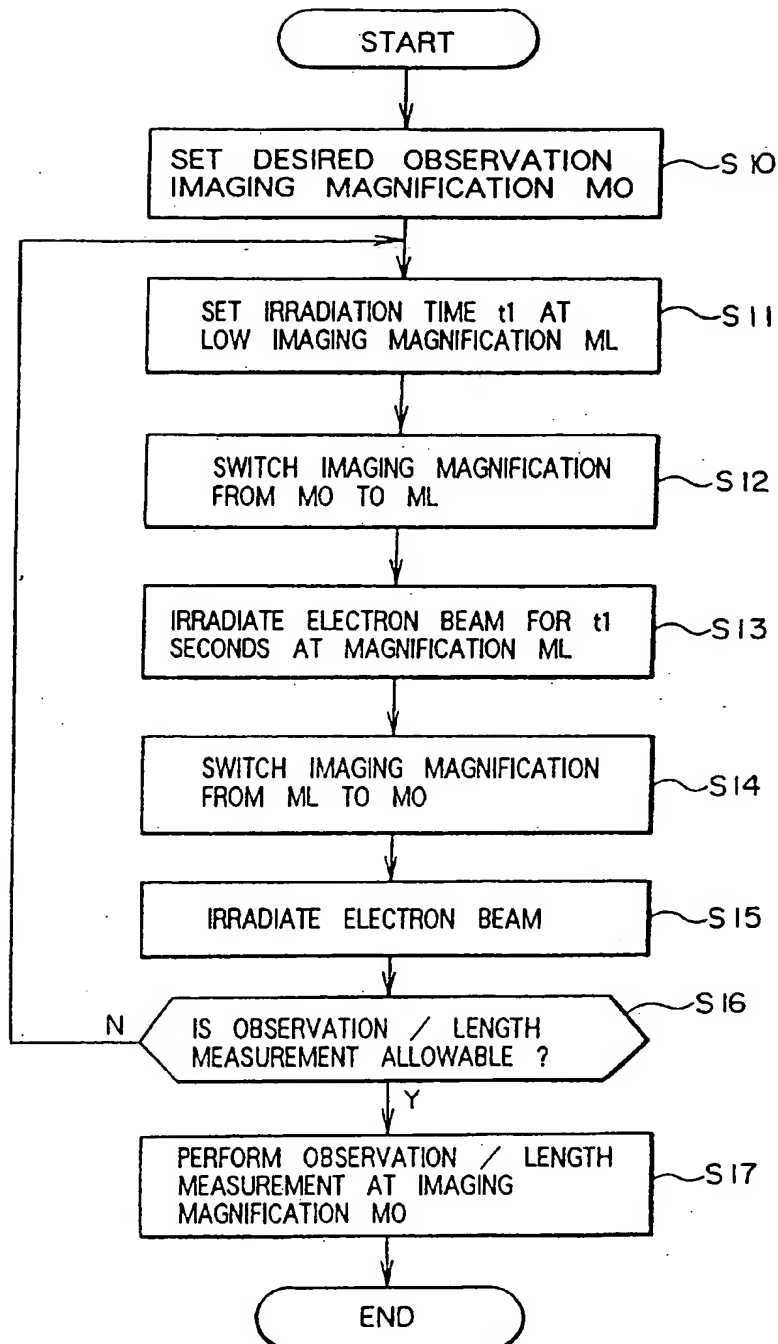 START
SET DESIRED OBSERVATION
IMAGING MAGNIFICATION MO
S10
SET IRRADIATION TIME t1 AT
LOW IMAGING MAGNIFICATION ML
S11
SWITCH IMAGING MAGNIFICATION
FROM MO TO ML
S12
IRRADIATE ELECTRON BEAM FOR t1
SECONDS AT MAGNIFICATION ML
S13
SWITCH IMAGING MAGNIFICATION
FROM ML TO MO
S14
IRRADIATE ELECTRON BEAM
S15
IS OBSERVATION / LENGTH
MEASUREMENT ALLOWABLE ?
S16
N
Y
PERFORM OBSERVATION / LENGTH
MEASUREMENT AT IMAGING
MAGNIFICATION MO
S17
END